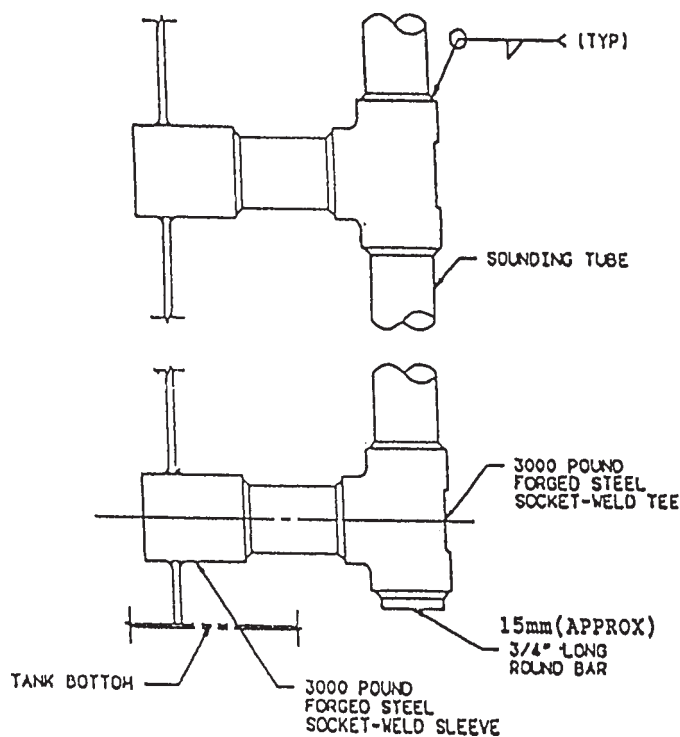 (TYP)
SOUNDING TUBE
3000 POUND
FORGED STEEL
SOCKET-WELD TEE
15mm(APPROX)
3/4" LONG
ROUND BAR
TANK BOTTOM
3000 POUND
FORGED STEEL
SOCKET-WELD SLEEVE